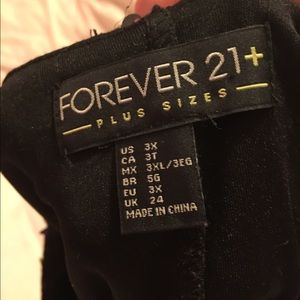 FOREVER 21+
PLUS SIZES
US 3X
CA 3T
MX 3XL/3EG
BR 5G
EU 3X
UK 24
MADE IN CHINA